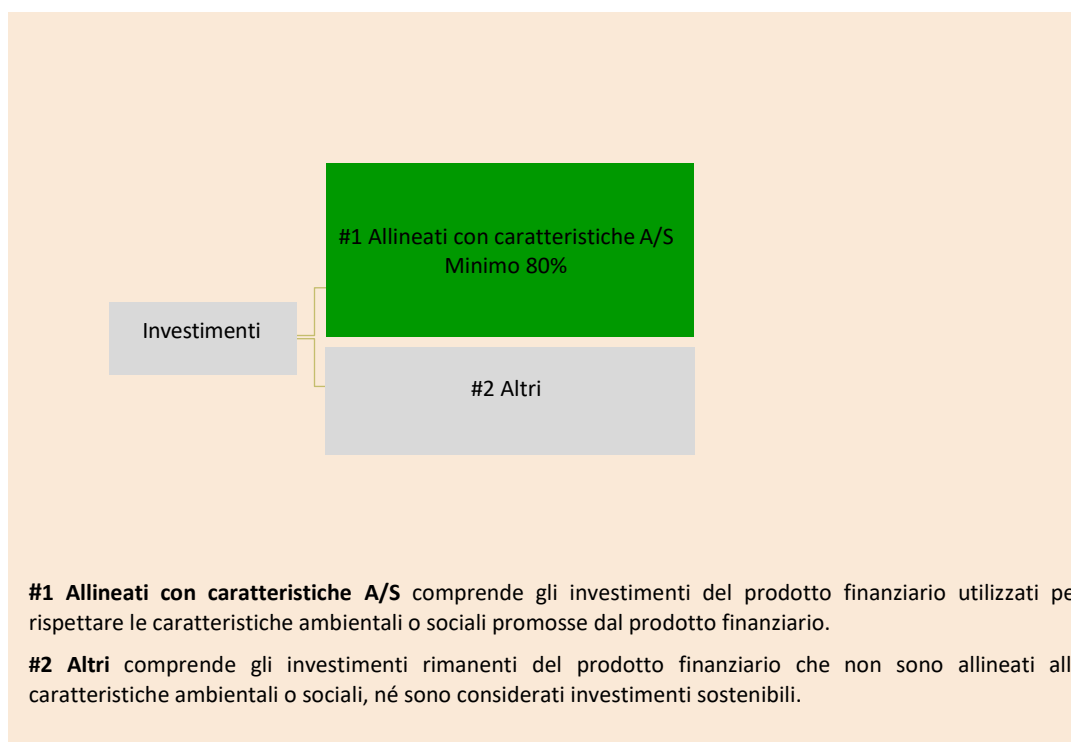 #1 Allineati con caratteristiche A/S
Minimo 80%
Investimenti
#2 Altri
#1 Allineati con caratteristiche A/S comprende gli investimenti del prodotto finanziario utilizzati pe
rispettare le caratteristiche ambientali o sociali promosse dal prodotto finanziario.
#2 Altri comprende gli investimenti rimanenti del prodotto finanziario che non sono allineati all
caratteristiche ambientali o sociali, né sono considerati investimenti sostenibili.